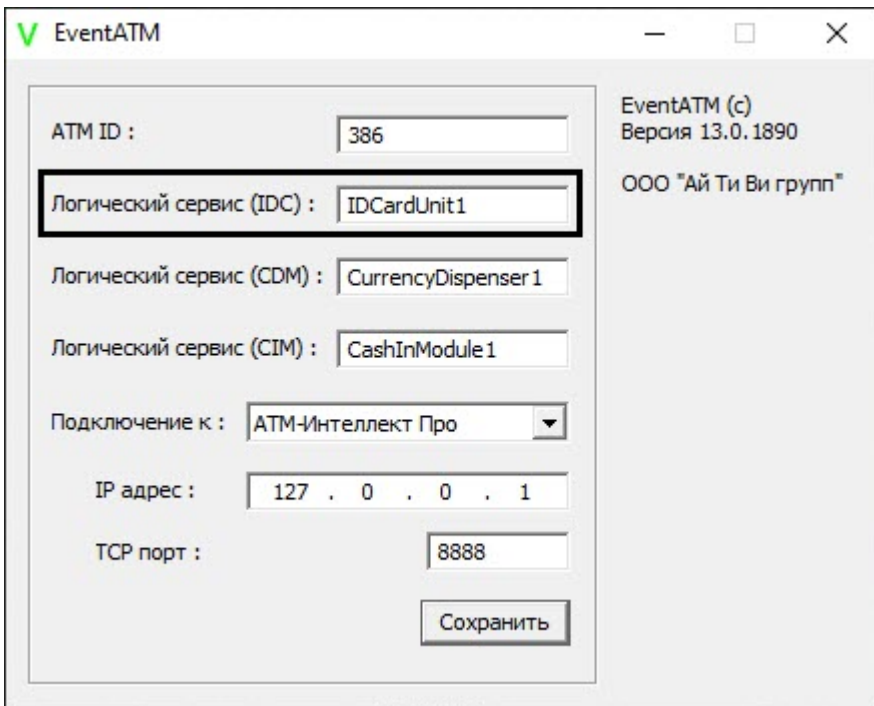 EventATM
EventATM (c)
Версия 13.0.1890
ООО "Ай Ти Ви групп"
ATM ID : 386
Логический сервис (IDC) : IDCardUnit1
Логический сервис (CDM) : CurrencyDispenser1
Логический сервис (CIM) : CashInModule1
Подключение к : АТМ-Интеллект Про
IP адрес : 127 . 0 . 0 . 1
TCP порт : 8888
Сохранить